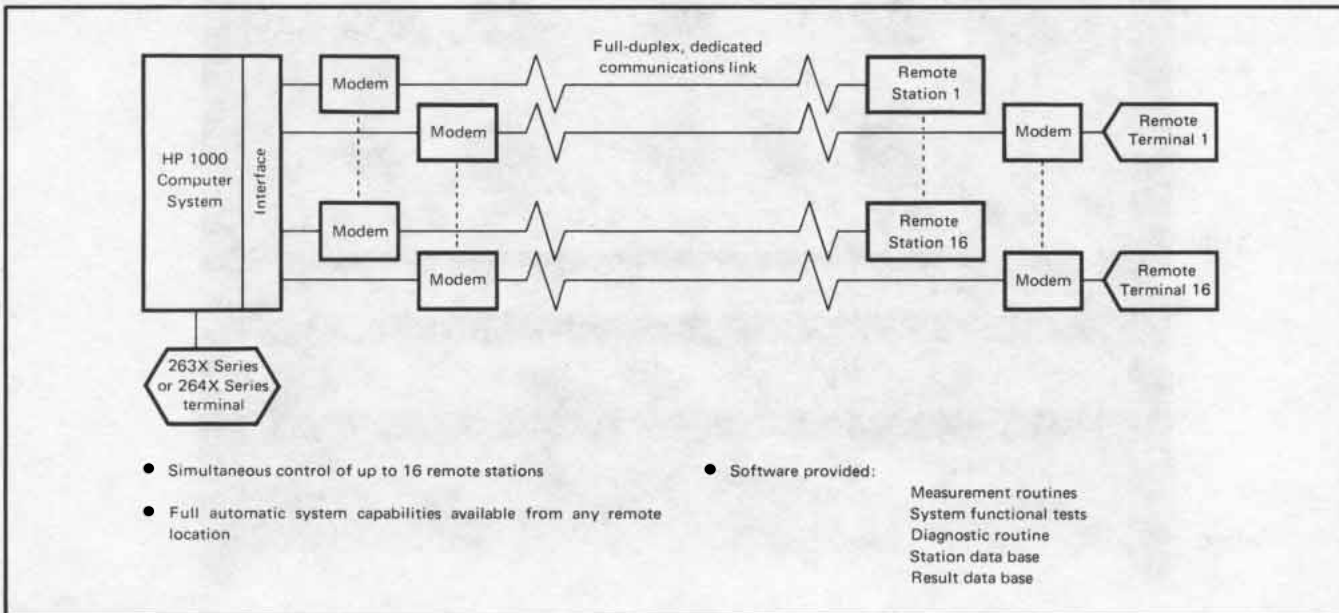 Full-duplex, dedicated
communications link
HP 1000
Computer
System
Interface
Modem
Modem
Remote
Station 1
Modem
Remote
Terminal 1
Modem
Modem
Remote
Station 16
Modem
Remote
Terminal 16
263X Series
or 264X Series
terminal
● Simultaneous control of up to 16 remote stations
● Full automatic system capabilities available from any remote
location
● Software provided:
Measurement routines
System functional tests
Diagnostic routine
Station data base
Result data base